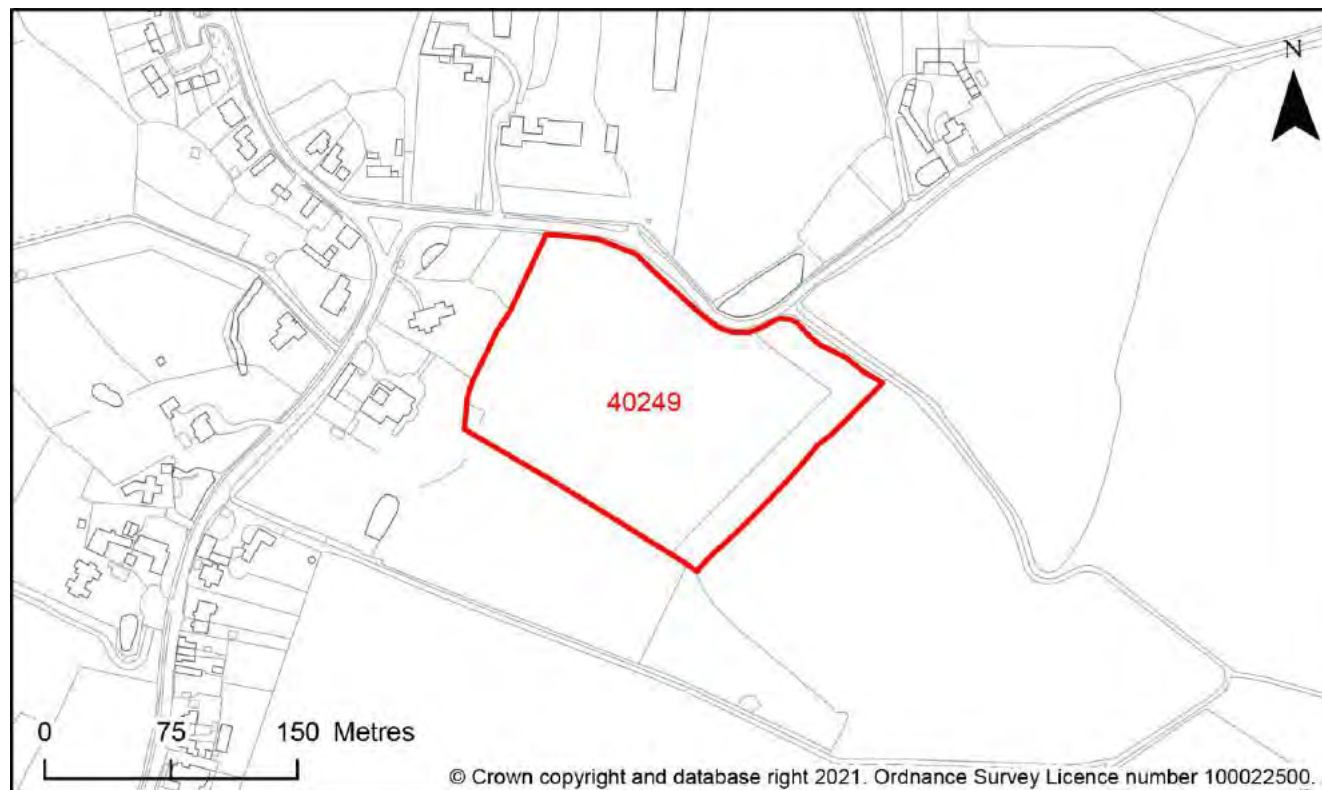 N
40249
0 75 150 Metres
© Crown copyright and database right 2021. Ordnance Survey Licence number 100022500.